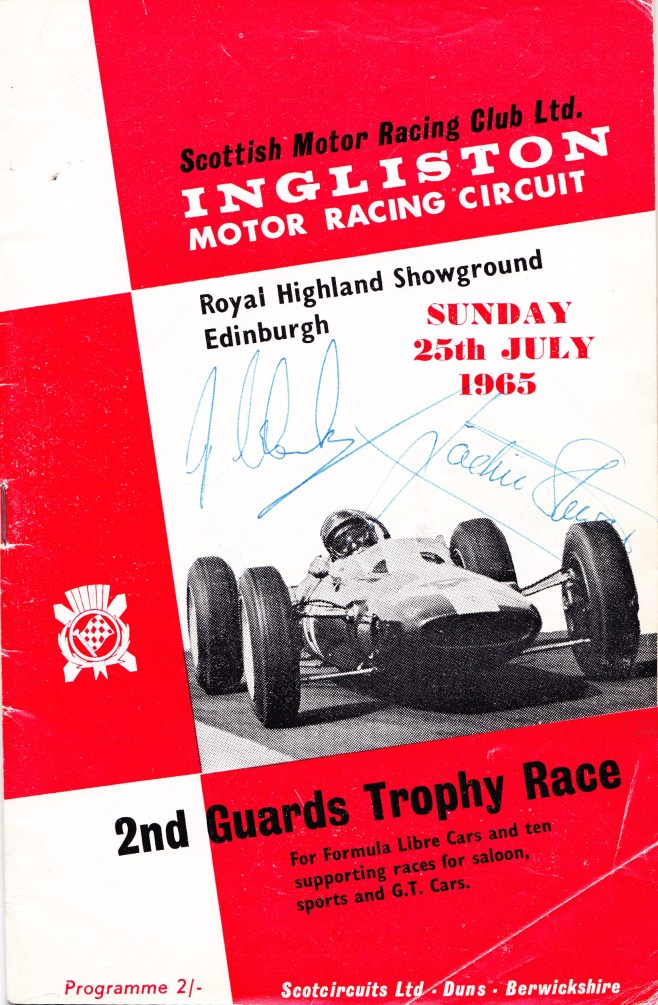 Scottish Motor Racing Club Ltd.
INGLISTON
MOTOR RACING CIRCUIT
Royal Highland Showground
Edinburgh
SUNDAY
25th JULY
1965
2nd Guards Trophy Race
For Formula Libre Cars and ten
supporting races for saloon,
sports and G.T. Cars.
Programme 2/-
Scotcircuits Ltd · Duns · Berwickshire